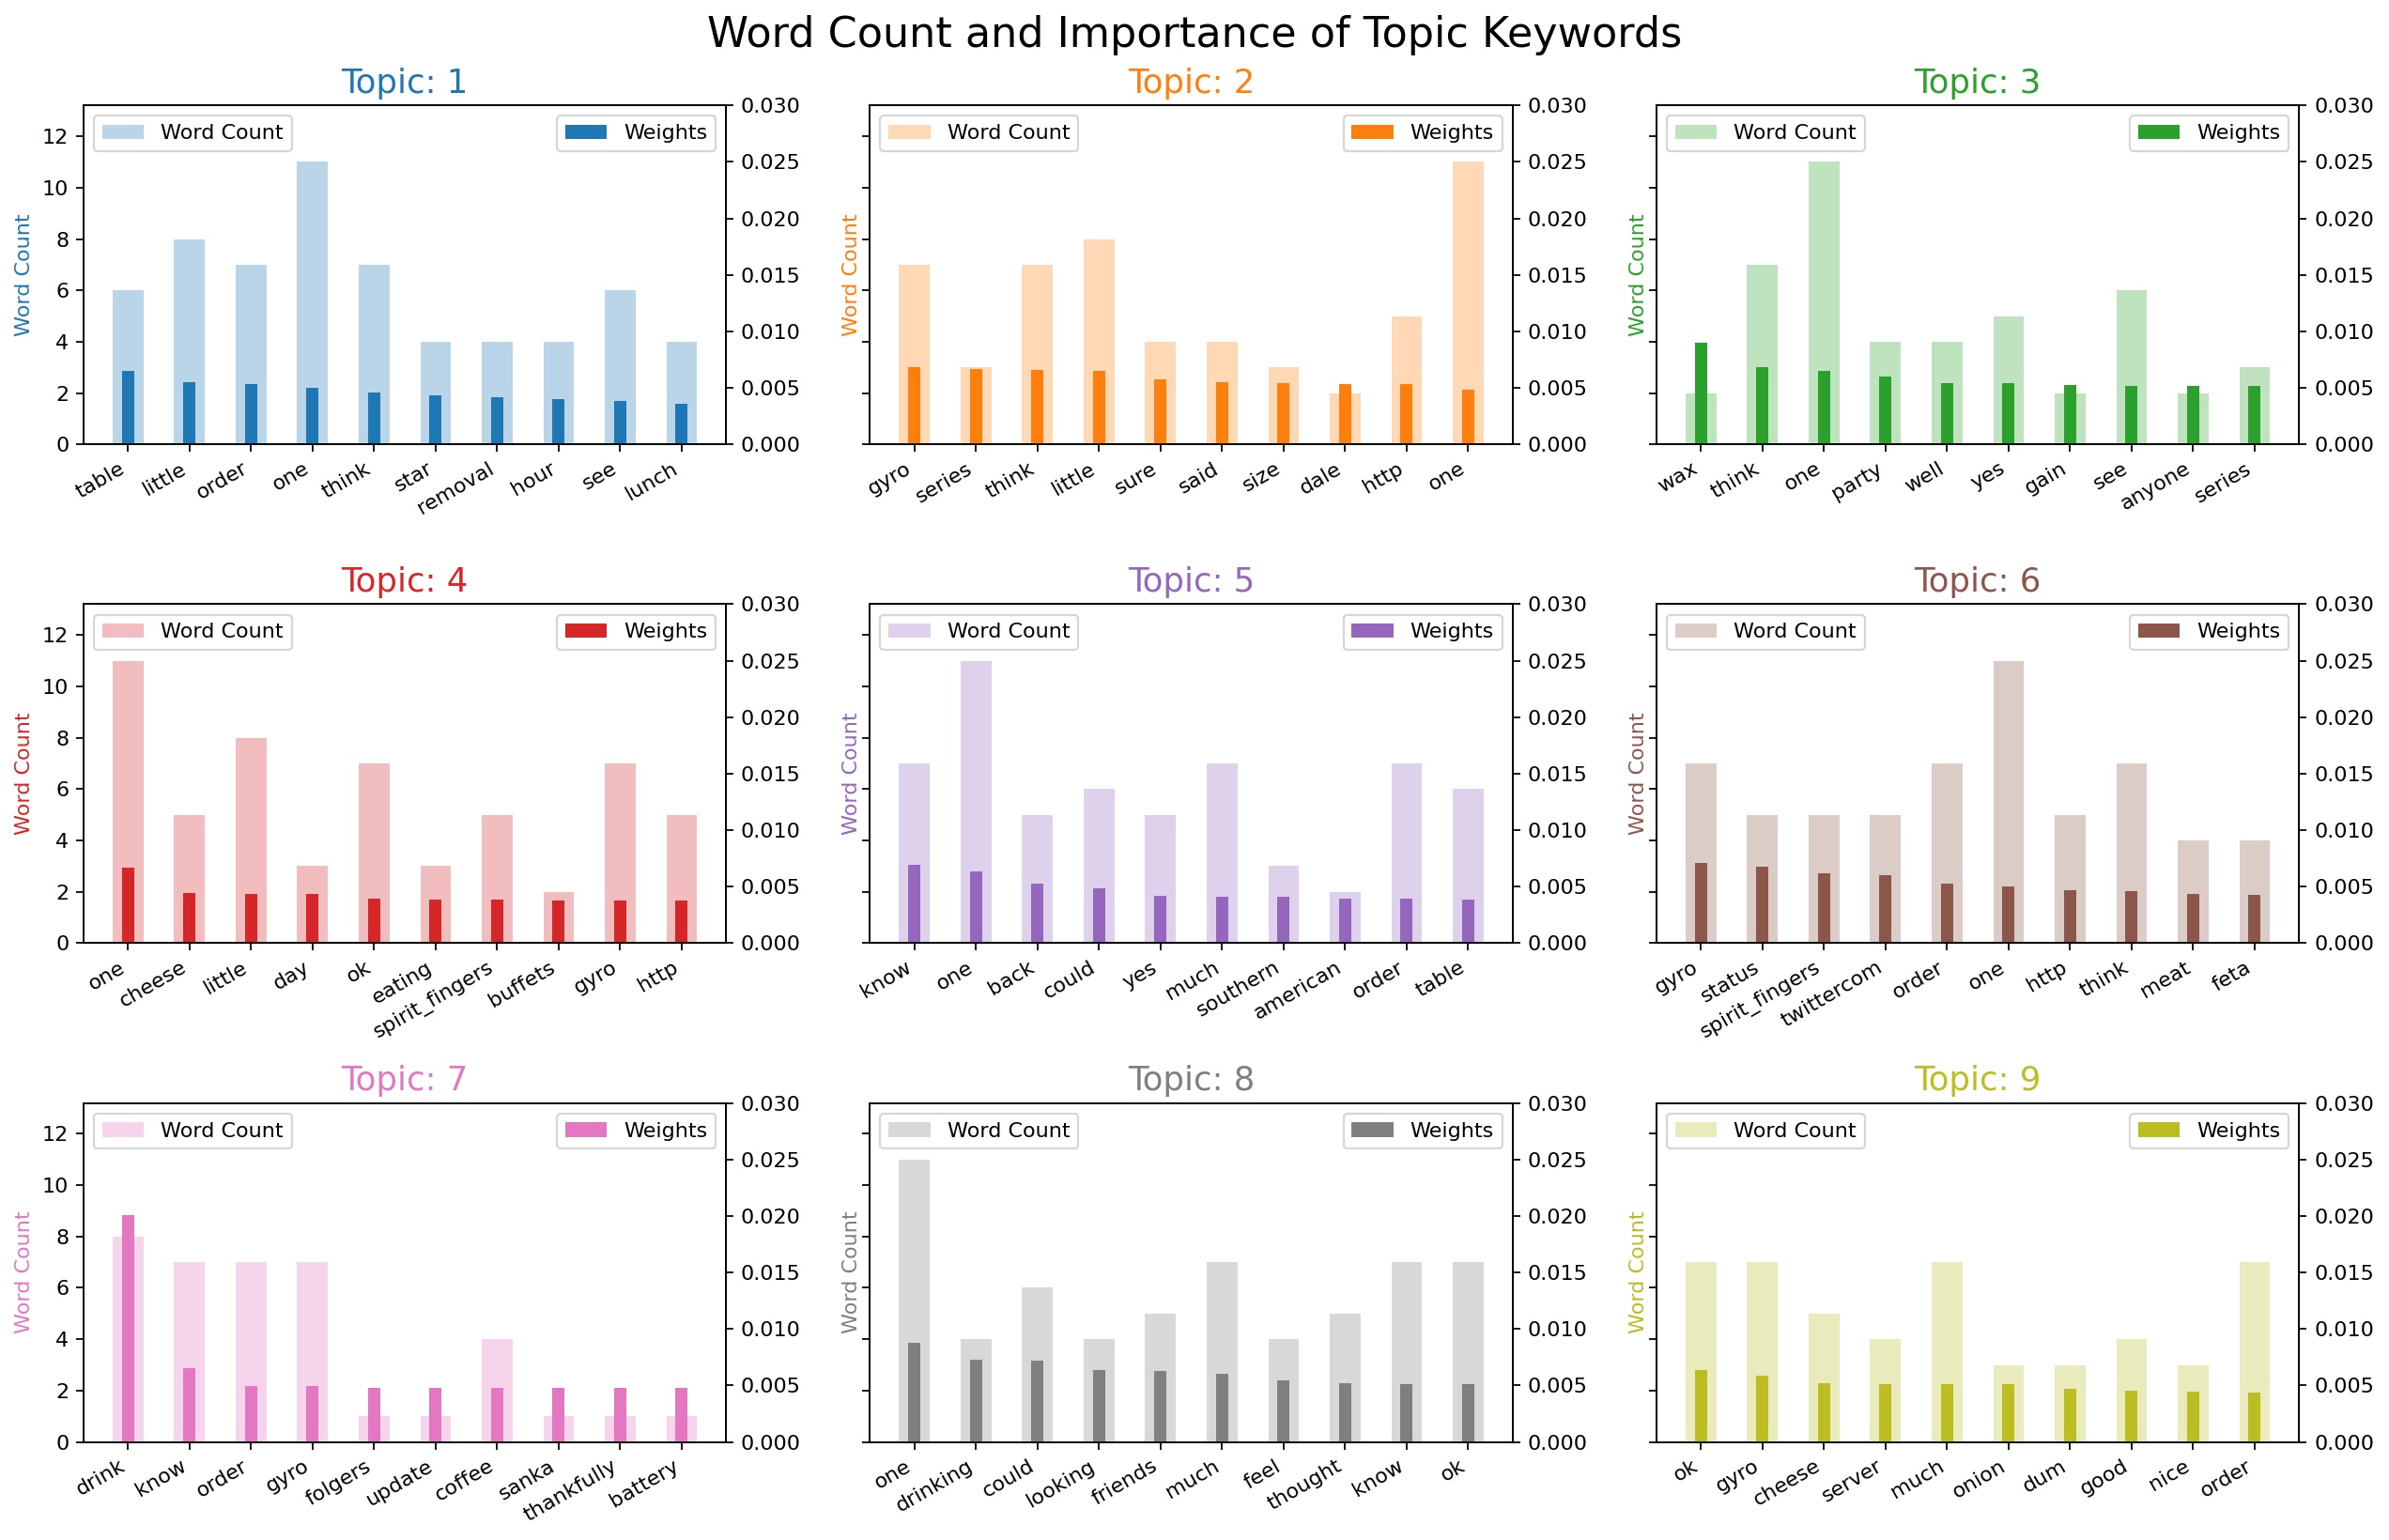 Word Count and Importance of Topic Keywords
Topic: 1
Word Count
Weights
Word Count
12
10
8
6
4
2
0
0.030
0.025
0.020
0.015
0.010
0.005
0.000
table little order one think star removal hour see lunch
Topic: 2
Word Count
Weights
Word Count
0.030
0.025
0.020
0.015
0.010
0.005
0.000
gyro series think little sure said size dale http one
Topic: 3
Word Count
Weights
Word Count
0.030
0.025
0.020
0.015
0.010
0.005
0.000
wax think one party well yes gain see anyone series
Topic: 4
Word Count
Weights
Word Count
12
10
8
6
4
2
0
0.030
0.025
0.020
0.015
0.010
0.005
0.000
one cheese little day ok eating spirit_fingers buffets gyro http
Topic: 5
Word Count
Weights
Word Count
0.030
0.025
0.020
0.015
0.010
0.005
0.000
know one back could yes much southern american order table
Topic: 6
Word Count
Weights
Word Count
0.030
0.025
0.020
0.015
0.010
0.005
0.000
gyro status spirit_fingers twittercom order one http think meat feta
Topic: 7
Word Count
Weights
Word Count
12
10
8
6
4
2
0
0.030
0.025
0.020
0.015
0.010
0.005
0.000
drink know order gyro folgers update coffee sanka thankfully battery
Topic: 8
Word Count
Weights
Word Count
0.030
0.025
0.020
0.015
0.010
0.005
0.000
one drinking could looking friends much feel thought know ok
Topic: 9
Word Count
Weights
Word Count
0.030
0.025
0.020
0.015
0.010
0.005
0.000
ok gyro cheese server much onion dum good nice order